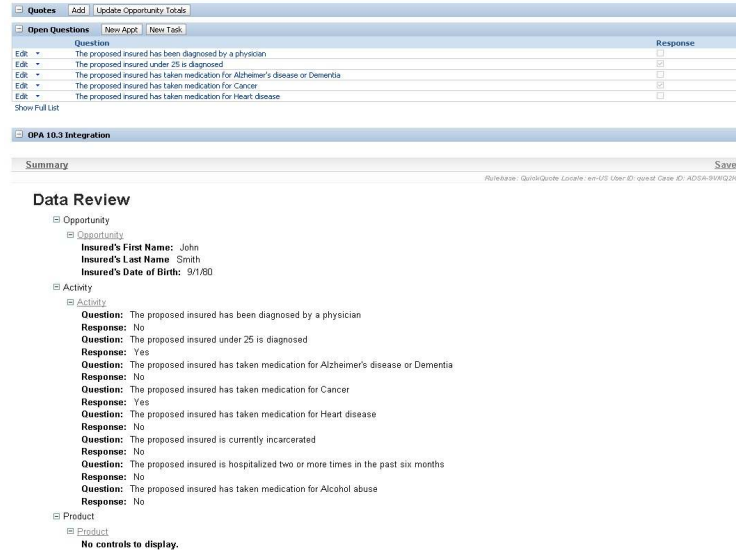 Quotes Add Update Opportunity Totals
Open Questions New Appt New Task
Question Response
Edit The proposed insured has been diagnosed by a physician
Edit The proposed insured under 25 is diagnosed
Edit The proposed insured has taken medication for Alzheimer's disease or Dementia
Edit The proposed insured has taken medication for Cancer
Edit The proposed insured has taken medication for Heart disease
Show Full List
OPA 10.3 Integration
Summary Save
Rulebase: QuickQuote Locale: en-US User ID: guest Case ID:
Data Review
Opportunity
Opportunity
Insured's First Name: John
Insured's Last Name Smith
Insured's Date of Birth: 9/1/80
Activity
Activity
Question: The proposed insured has been diagnosed by a physician
Response: No
Question: The proposed insured under 25 is diagnosed
Response: Yes
Question: The proposed insured has taken medication for Alzheimer's disease or Dementia
Response: No
Question: The proposed insured has taken medication for Cancer
Response: Yes
Question: The proposed insured has taken medication for Heart disease
Response: No
Question: The proposed insured is currently incarcerated
Response: No
Question: The proposed insured is hospitalized two or more times in the past six months
Response: No
Question: The proposed insured has taken medication for Alcohol abuse
Response: No
Product
Product
No controls to display.